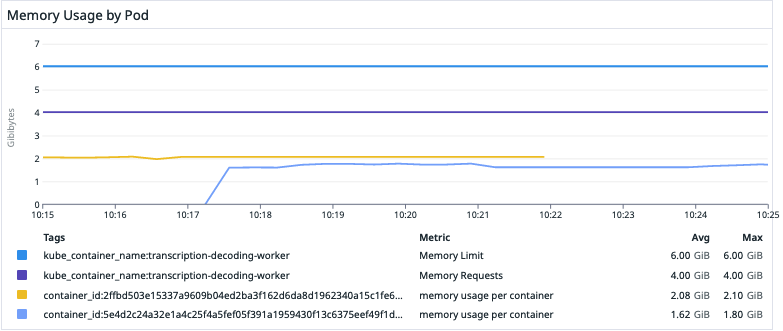 Memory Usage by Pod
7
6
5
4
3
2
1
0
Gibibytes
10:15 10:16 10:17 10:18 10:19 10:20 10:21 10:22 10:23 10:24 10:25
Tags Metric Avg Max
kube_container_name:transcription-decoding-worker Memory Limit 6.00 GiB 6.00 GiB
kube_container_name:transcription-decoding-worker Memory Requests 4.00 GiB 4.00 GiB
container_id:2ffbd503e15337a9609b04ed2ba3f162d6da8d1962340a15c1fe6... memory usage per container 2.08 GiB 2.10 GiB
container_id:5e4d2c24a32e1a4c25f4a5fef05f391a1959430f13c6375eef49f1d... memory usage per container 1.62 GiB 1.80 GiB